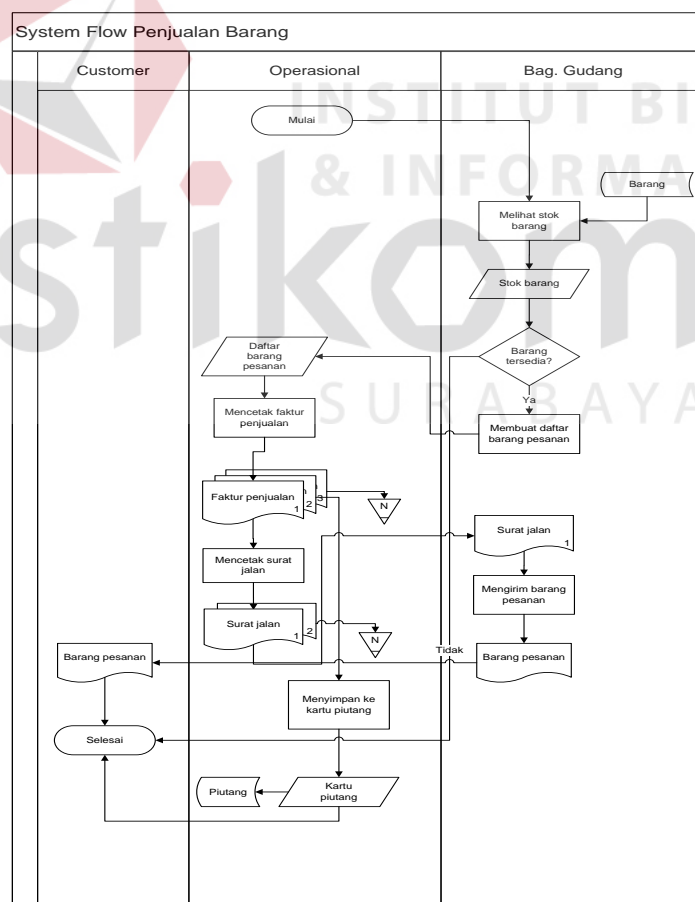 System Flow Penjualan Barang
Customer
Operasional
Bag. Gudang
INSTITUT BI
& INFORMA
stikom
SURABAYA
Mulai
Barang
Melihat stok
barang
Stok barang
Barang
tersedia?
Ya
Membuat daftar
barang pesanan
Daftar
barang
pesanan
Mencetak faktur
penjualan
Faktur penjualan
1
2
3
N
Mencetak surat
jalan
Surat jalan
1
2
N
Surat jalan
1
Mengirim barang
pesanan
Tidak
Barang pesanan
Barang pesanan
Menyimpan ke
kartu piutang
Selesai
Piutang
Kartu
piutang